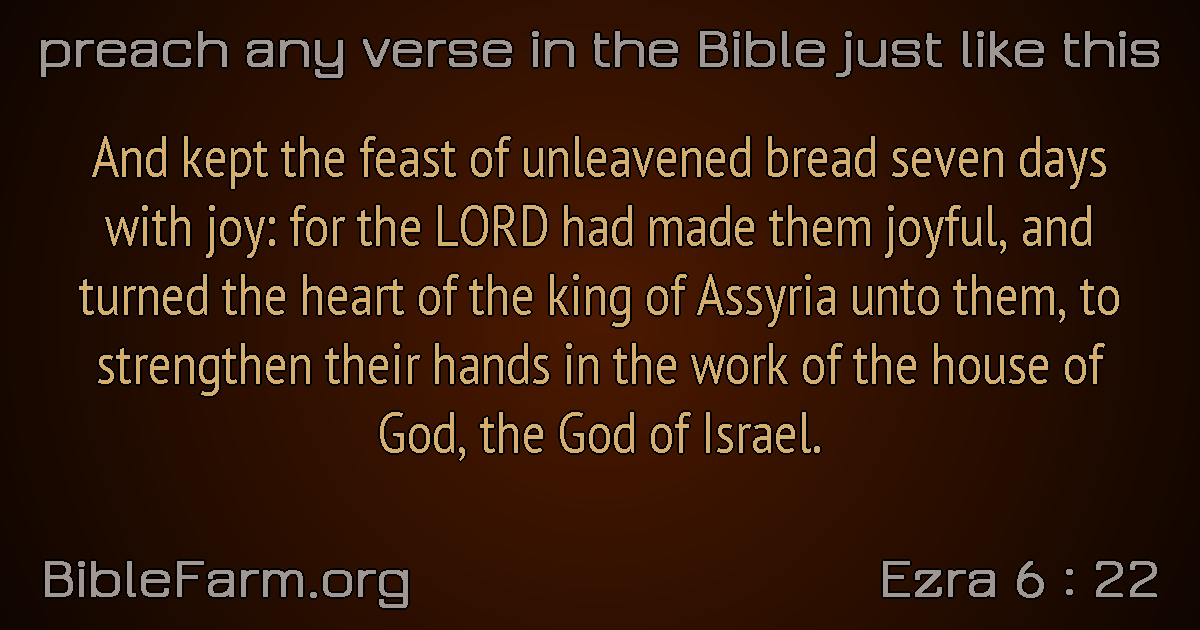 preach any verse in the Bible just like this
And kept the feast of unleavened bread seven days
with joy: for the LORD had made them joyful, and
turned the heart of the king of Assyria unto them, to
strengthen their hands in the work of the house of
God, the God of Israel.
BibleFarm.org
Ezra 6 : 22